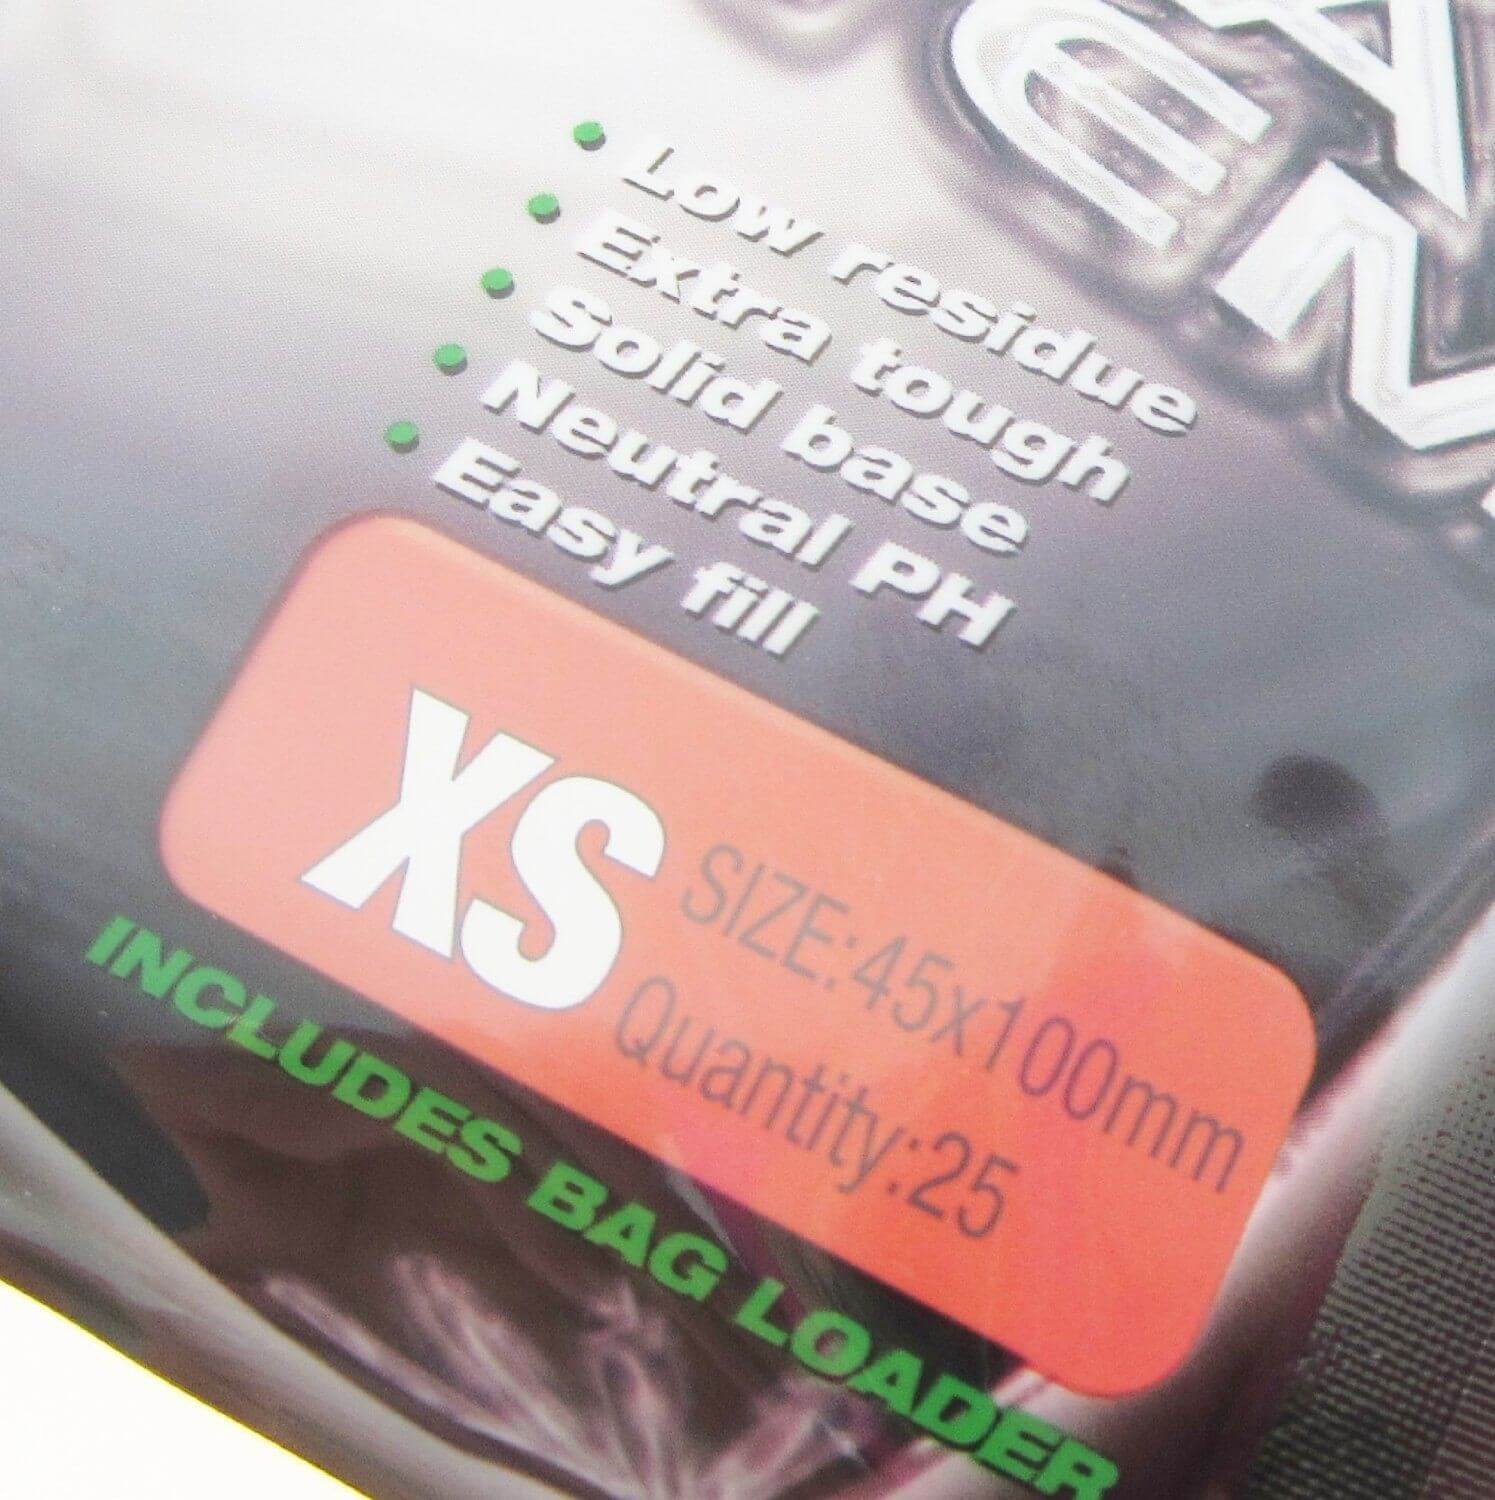 Low residue
Extra tough
Solid base
Neutral PH
Easy fill
XS
SIZE:45x100mm
Quantity:25
INCLUDES BAG LOADER